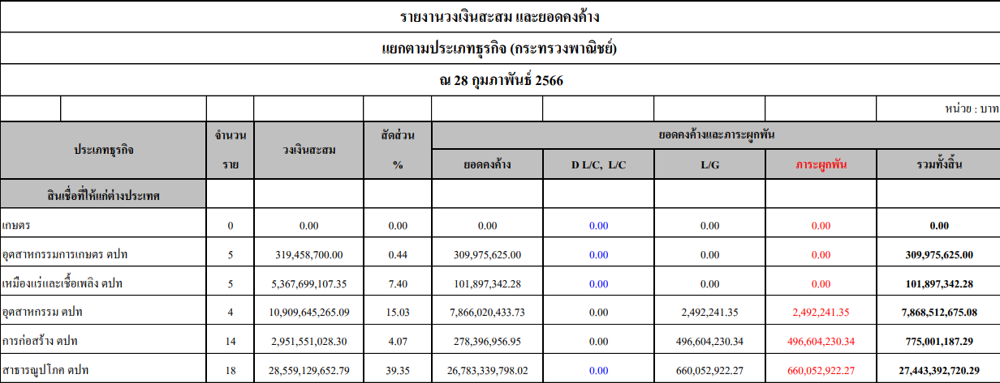 รายงานวงเงินสะสม และยอดคงค้าง
แยกตามประเภทธุรกิจ (กระทรวงพาณิชย์)
ณ 28 กุมภาพันธ์ 2566
หน่วย : บาท
ประเภทธุรกิจ จำนวน ราย วงเงินสะสม สัดส่วน % ยอดคงค้างและภาระผูกพัน
ยอดคงค้าง D L/C, L/C L/G ภาระผูกพัน รวมทั้งสิ้น
สินเชื่อที่ให้แก่ต่างประเทศ
เกษตร 0 0.00 0.00 0.00 0.00 0.00 0.00 0.00
อุตสาหกรรมการเกษตร ตปท 5 319,458,700.00 0.44 309,975,625.00 0.00 0.00 0.00 309,975,625.00
เหมืองแร่และเชื้อเพลิง ตปท 5 5,367,699,107.35 7.40 101,897,342.28 0.00 0.00 0.00 101,897,342.28
อุตสาหกรรม ตปท 4 10,909,645,265.09 15.03 7,866,020,433.73 0.00 2,492,241.35 2,492,241.35 7,868,512,675.08
การก่อสร้าง ตปท 14 2,951,551,028.30 4.07 278,396,956.95 0.00 496,604,230.34 496,604,230.34 775,001,187.29
สาธารณูปโภค ตปท 18 28,559,129,652.79 39.35 26,783,339,798.02 0.00 660,052,922.27 660,052,922.27 27,443,392,720.29